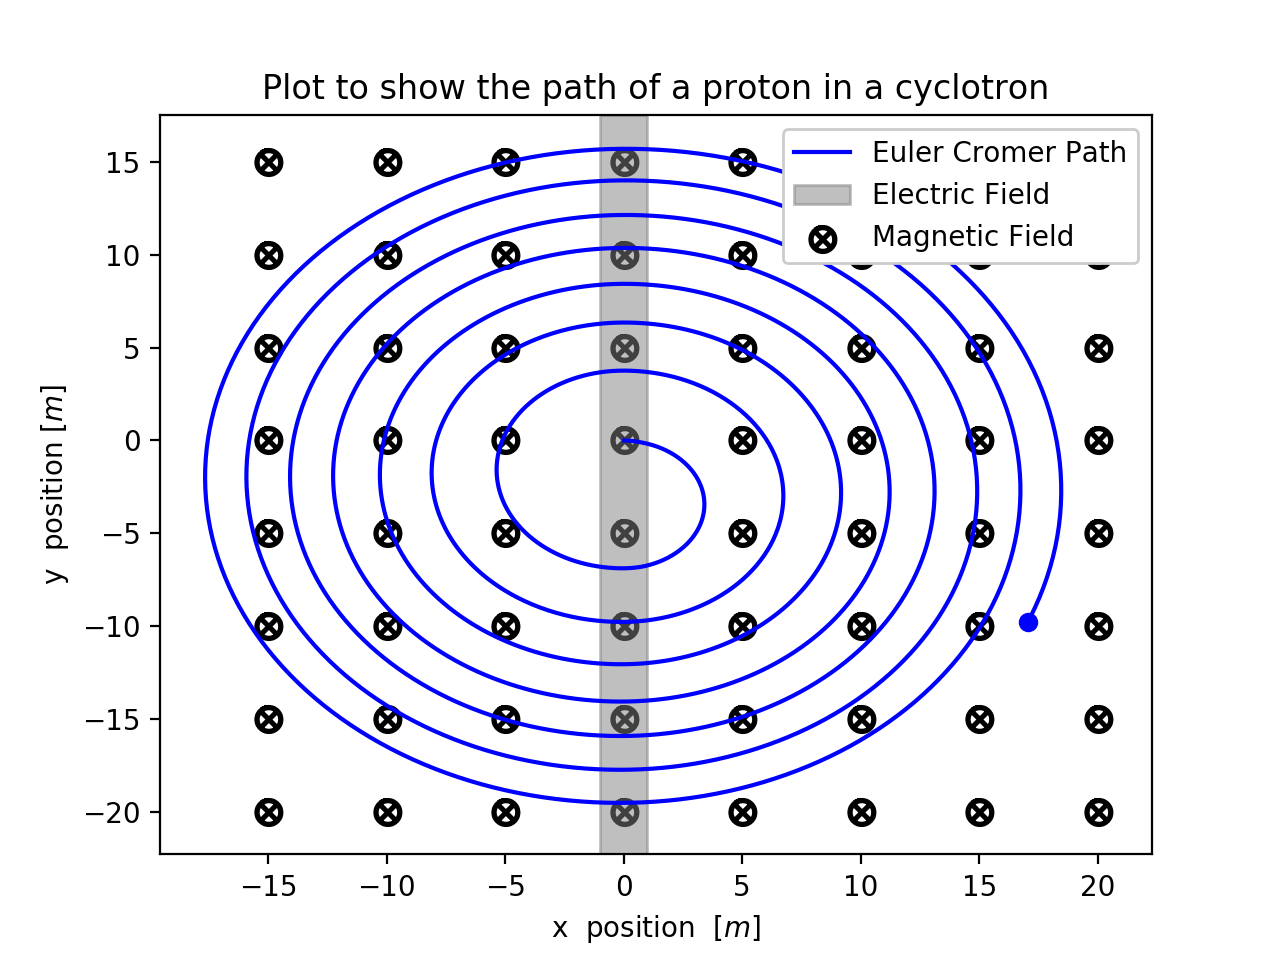 Plot to show the path of a proton in a cyclotron
Euler Cromer Path
Electric Field
Magnetic Field
15
10
5
0
−5
−10
−15
−20
y position [m]
−15 −10 −5 0 5 10 15 20
x position [m]